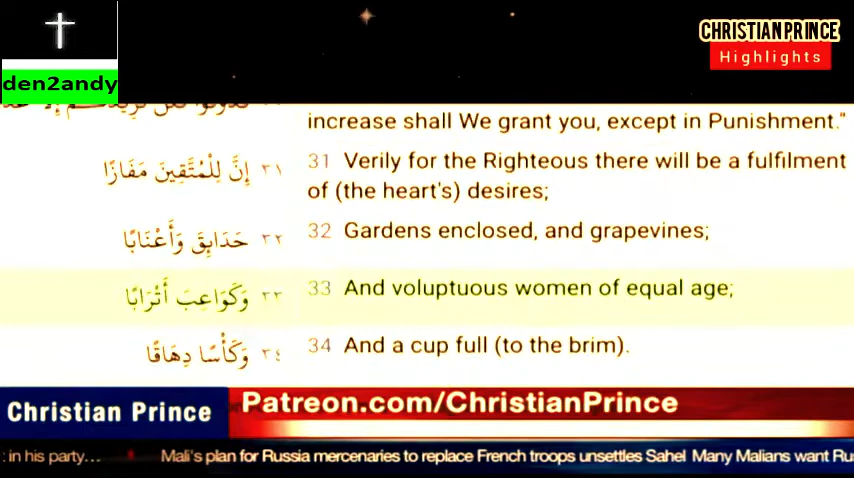 CHRISTIAN PRINCE
Highlights
den2andy
increase shall We grant you, except in Punishment."
٣١ إِنَّ لِلْمُتَّقِينَ مَفَازًا
31 Verily for the Righteous there will be a fulfilment
of (the heart's) desires;
٣٢ حَدَائِقَ وَأَعْنَابًا
32 Gardens enclosed, and grapevines;
٣٣ وَكَوَاعِبَ أَتْرَابًا
33 And voluptuous women of equal age;
٣٤ وَكَأْسًا دِهَاقًا
34 And a cup full (to the brim).
Christian Prince
Patreon.com/ChristianPrince
in his party...
Mali's plan for Russia mercenaries to replace French troops unsettles Sahel Many Malians want Ru